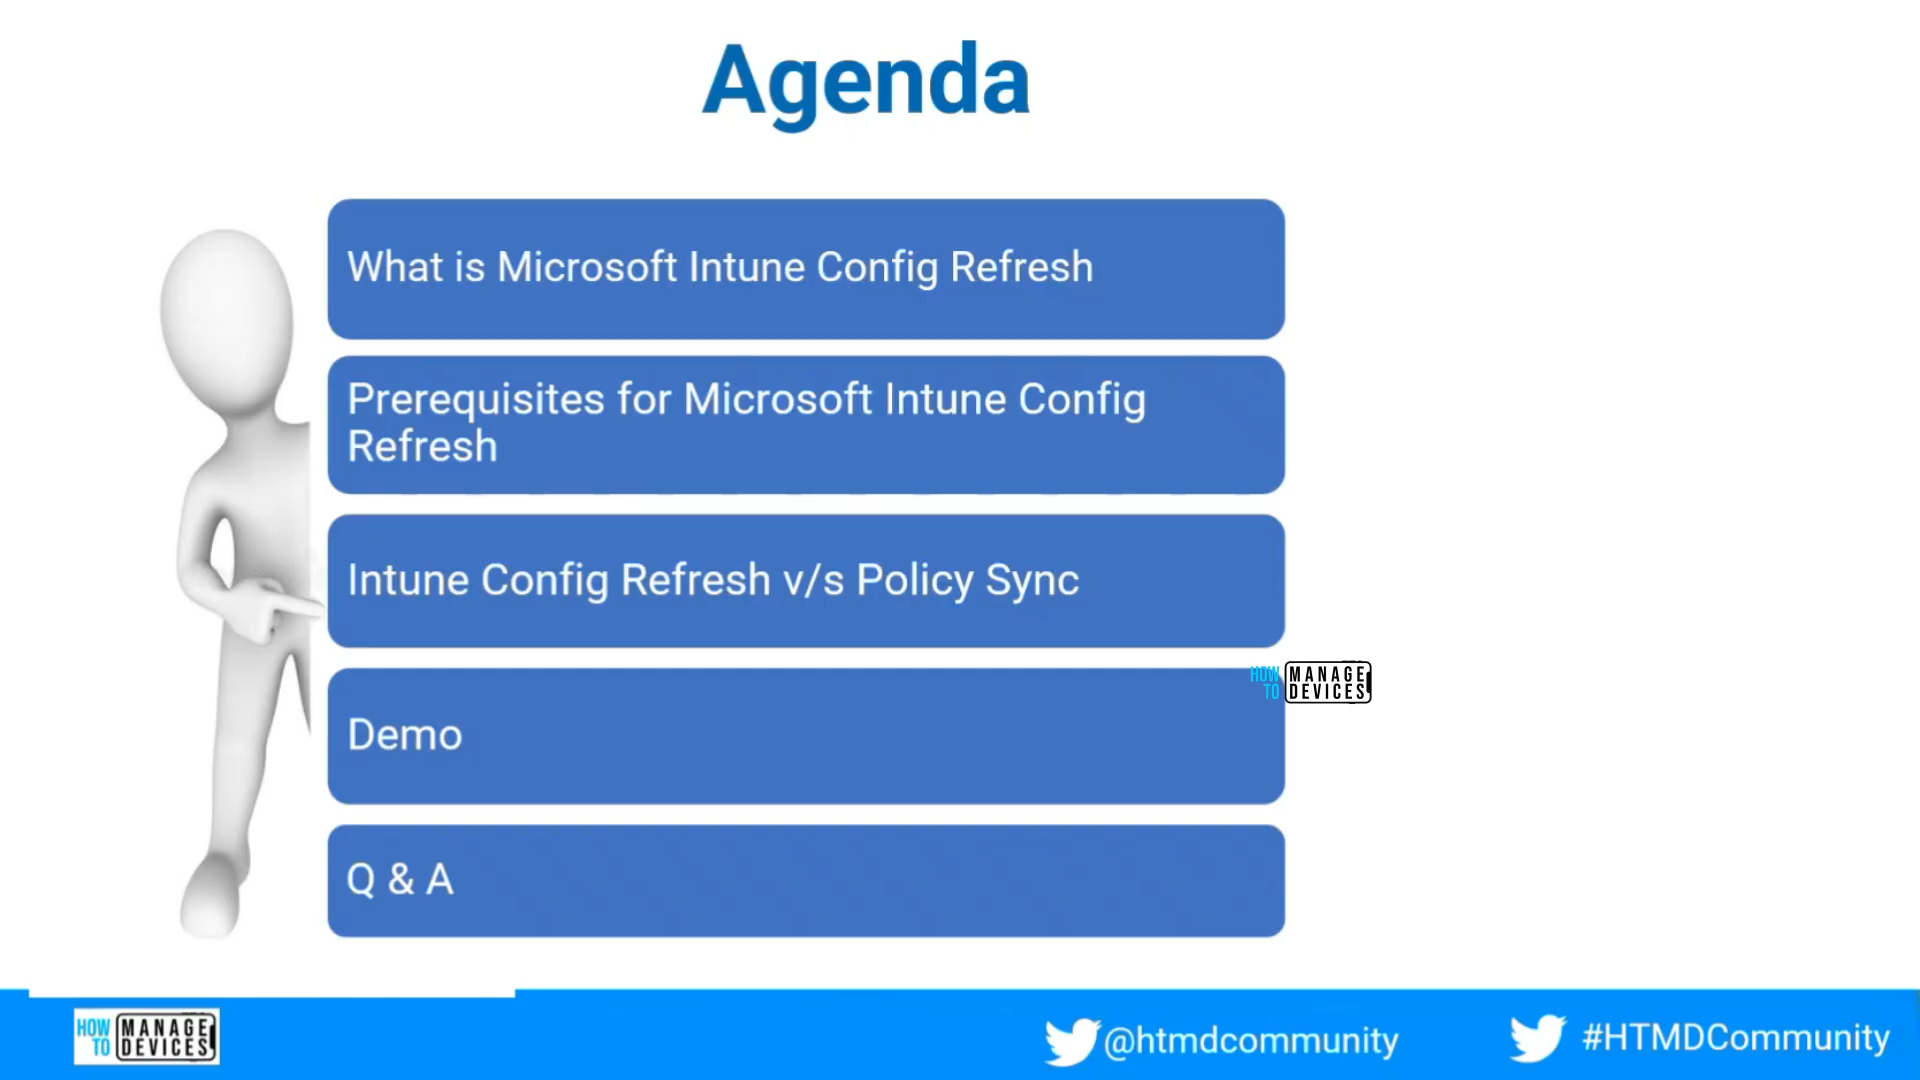 Agenda
What is Microsoft Intune Config Refresh
Prerequisites for Microsoft Intune Config
Refresh
Intune Config Refresh v/s Policy Sync
HOW TO MANAGE DEVICES
Demo
Q & A
HOW TO MANAGE DEVICES
@htmdcommunity
#HTMDCommunity